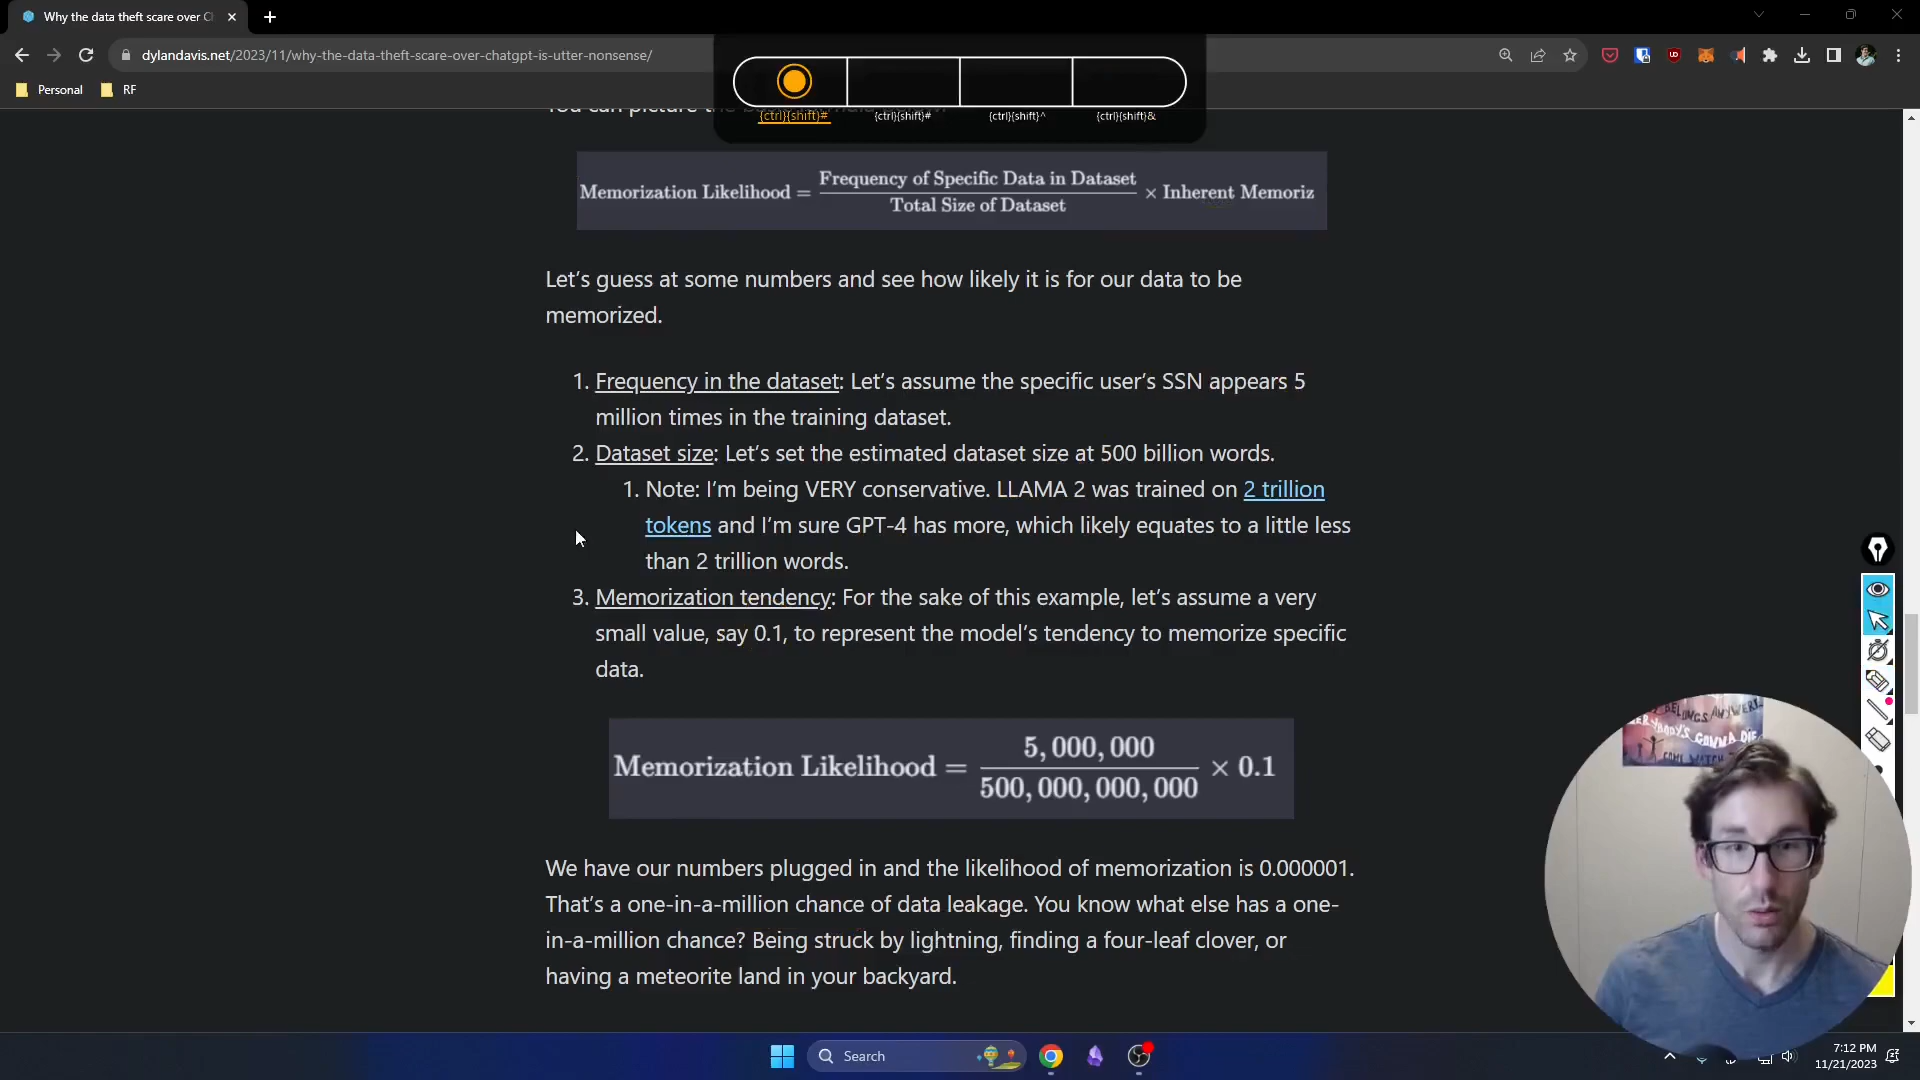 Why the data theft scare over C
dylandavis.net/2023/11/why-the-data-theft-scare-over-chatgpt-is-utter-nonsense/
Personal
RF
{ctrl}{shift}#
{ctrl}{shift}#
{ctrl}{shift}^
{ctrl}{shift}&
You can picture the
Memorization Likelihood = Frequency of Specific Data in Dataset / Total Size of Dataset × Inherent Memoriz
Let's guess at some numbers and see how likely it is for our data to be
memorized.
1. Frequency in the dataset: Let's assume the specific user's SSN appears 5
million times in the training dataset.
2. Dataset size: Let's set the estimated dataset size at 500 billion words.
1. Note: I'm being VERY conservative. LLAMA 2 was trained on 2 trillion
tokens and I'm sure GPT-4 has more, which likely equates to a little less
than 2 trillion words.
3. Memorization tendency: For the sake of this example, let's assume a very
small value, say 0.1, to represent the model's tendency to memorize specific
data.
Memorization Likelihood = 5,000,000 / 500,000,000,000 × 0.1
We have our numbers plugged in and the likelihood of memorization is 0.000001.
That's a one-in-a-million chance of data leakage. You know what else has a one-
in-a-million chance? Being struck by lightning, finding a four-leaf clover, or
having a meteorite land in your backyard.
BELONGS ANYWERE
GONNA DIE
COME WATCH
Search
7:12 PM
11/21/2023